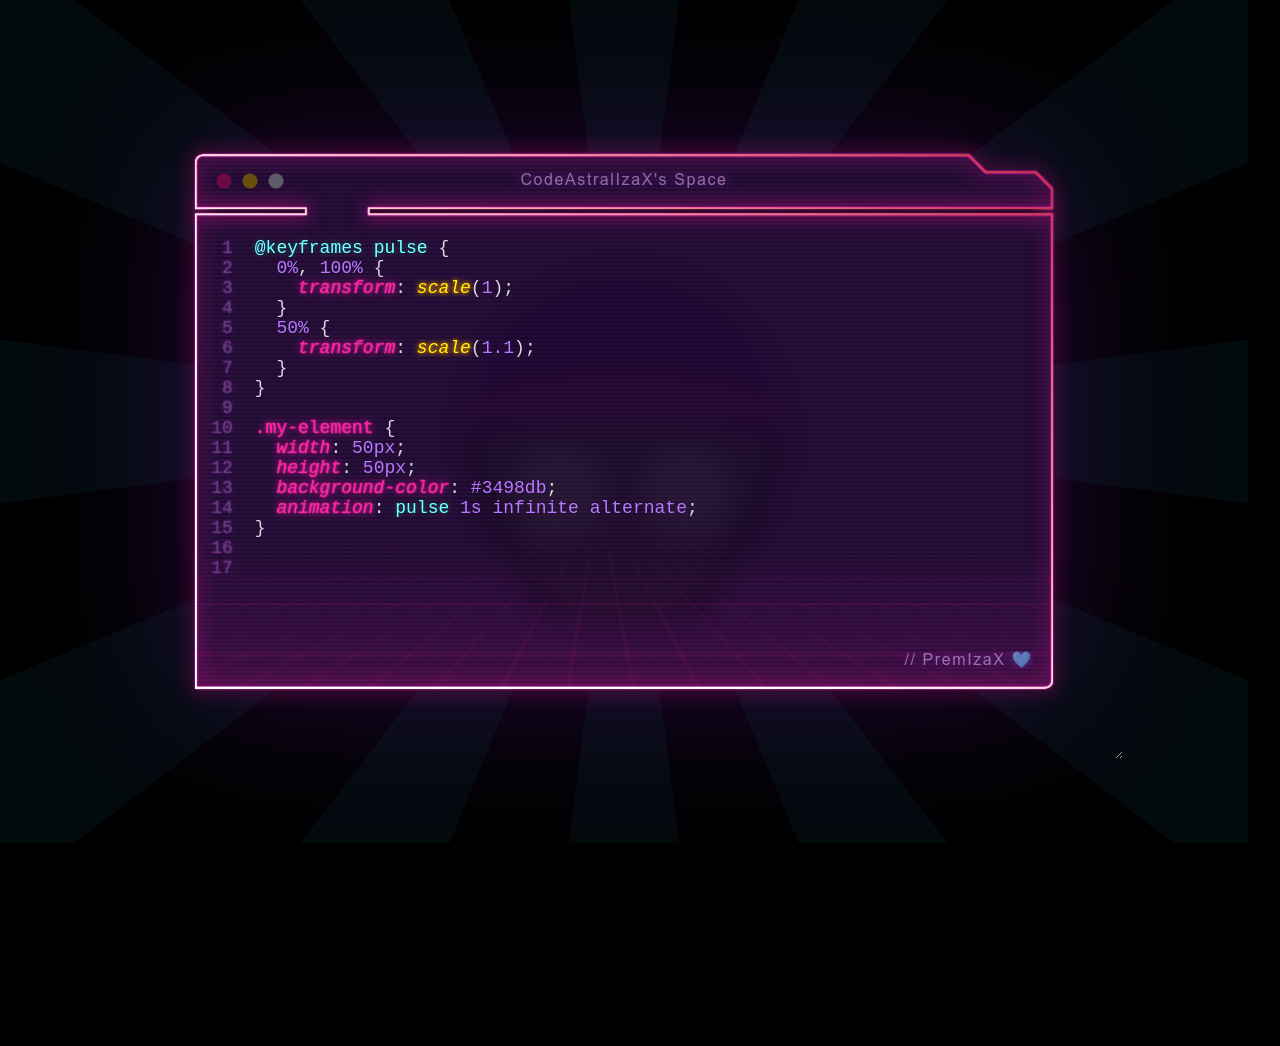 CodeAstralIzaX's Space
1 @keyframes pulse {
2   0%, 100% {
3     transform: scale(1);
4   }
5   50% {
6     transform: scale(1.1);
7   }
8 }
9
10 .my-element {
11   width: 50px;
12   height: 50px;
13   background-color: #3498db;
14   animation: pulse 1s infinite alternate;
15 }
16
17
// PremIzaX 💙